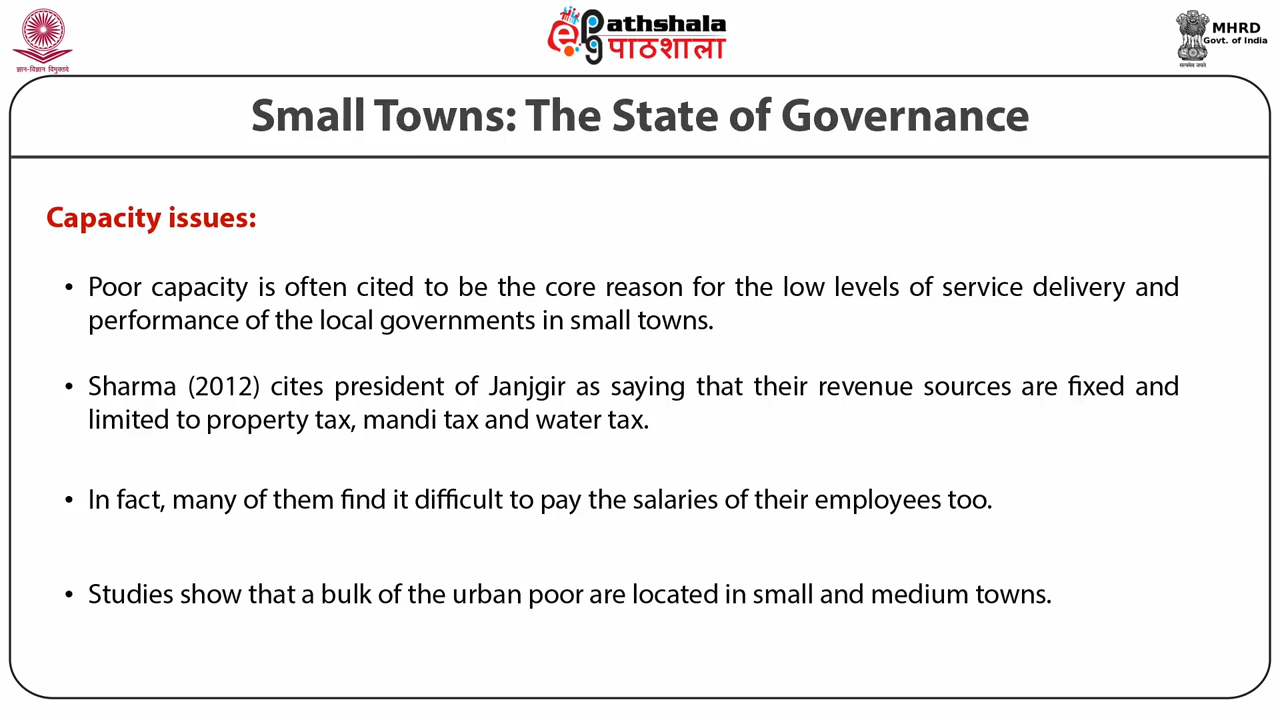 ज्ञान-विज्ञान विमुक्तये
ePathshala
पाठशाला
सत्यमेव जयते
MHRD
Govt. of India
Small Towns: The State of Governance
Capacity issues:
• Poor capacity is often cited to be the core reason for the low levels of service delivery and
performance of the local governments in small towns.
• Sharma (2012) cites president of Janjgir as saying that their revenue sources are fixed and
limited to property tax, mandi tax and water tax.
• In fact, many of them find it difficult to pay the salaries of their employees too.
• Studies show that a bulk of the urban poor are located in small and medium towns.